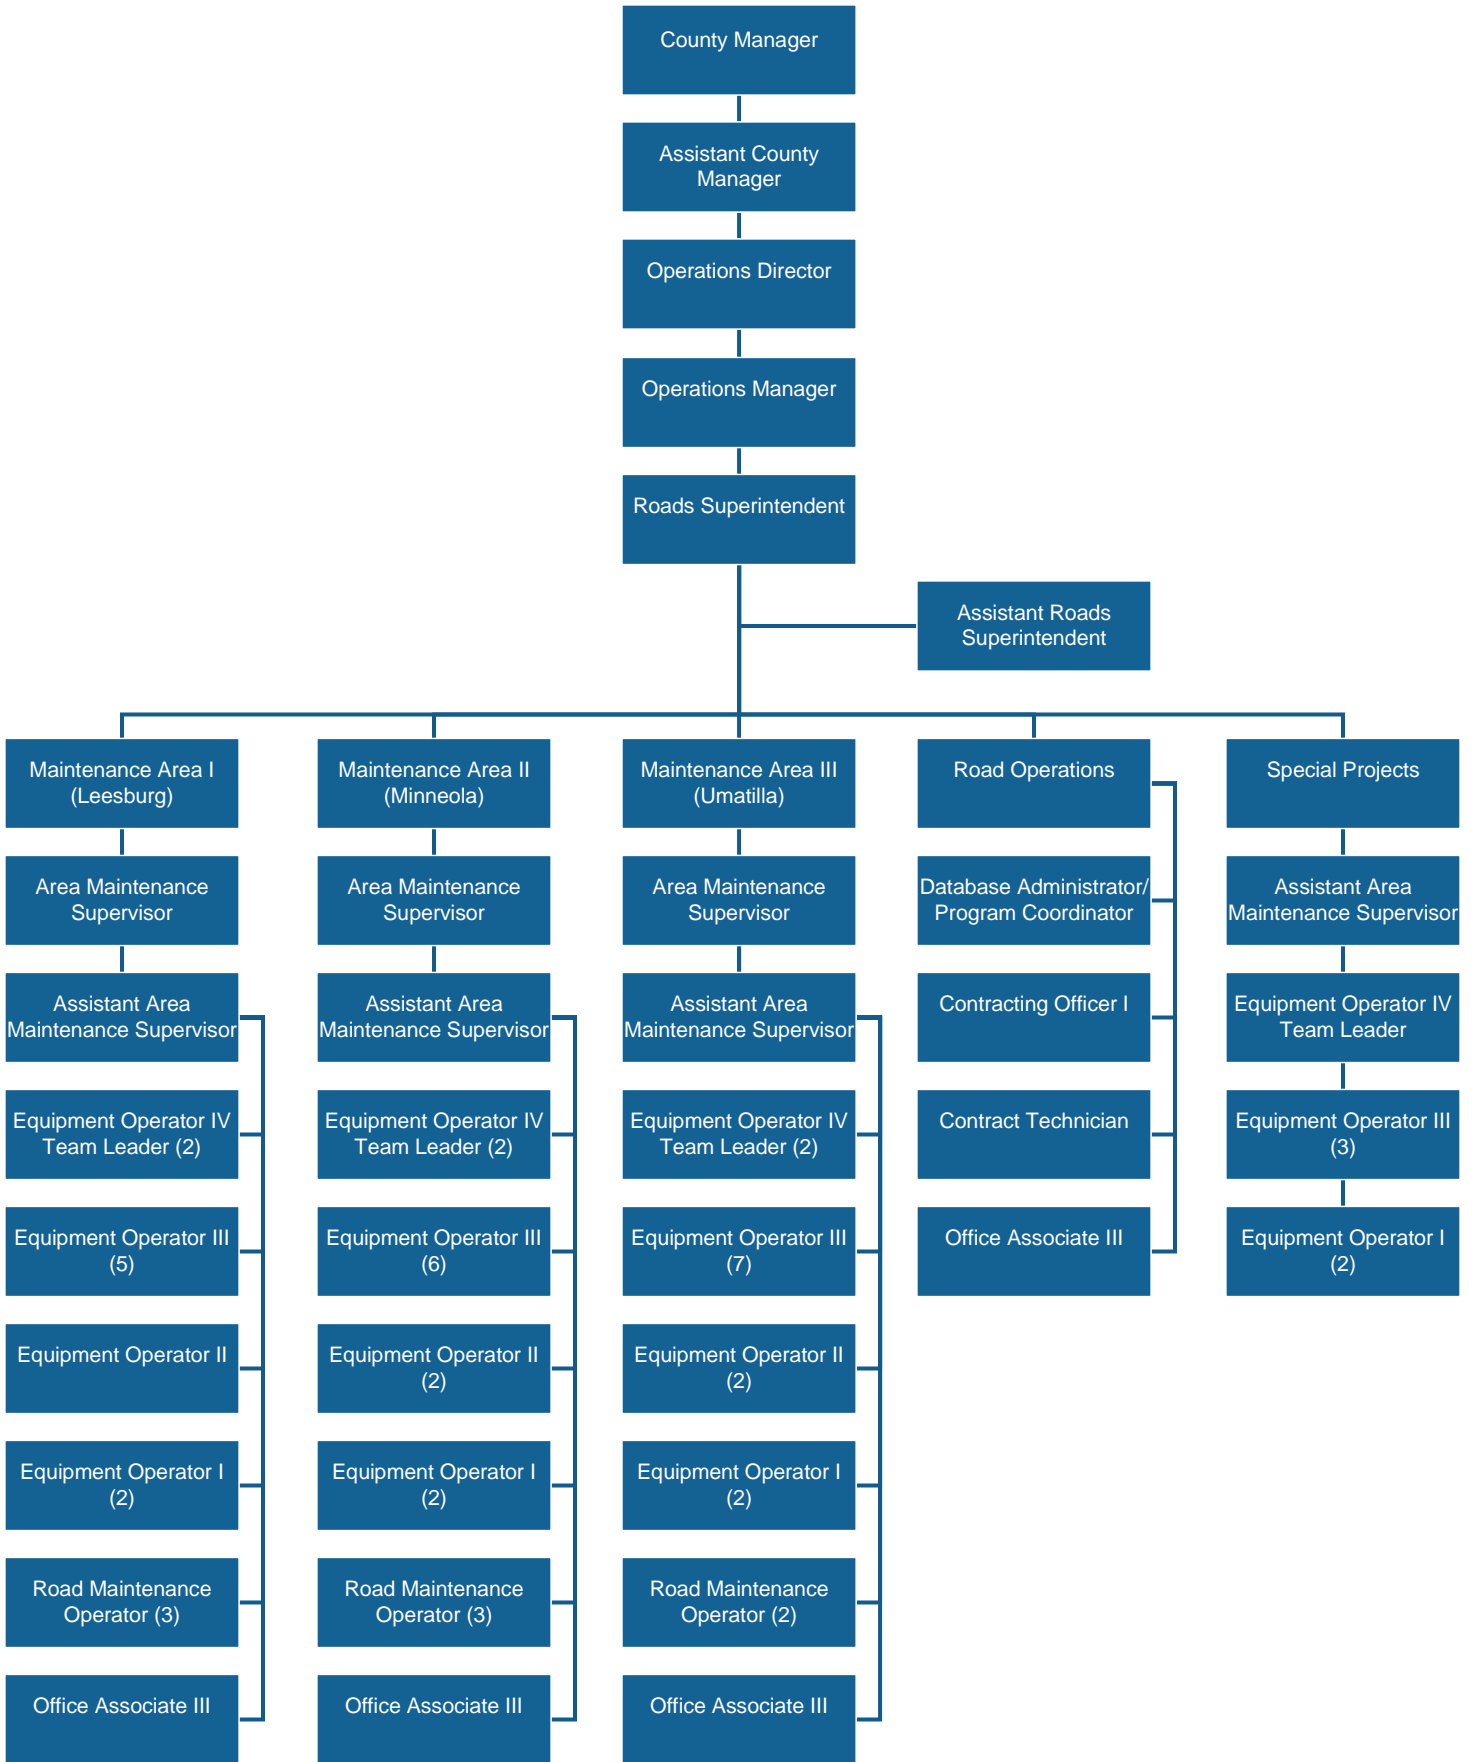 County Manager
Assistant County
Manager
Operations Director
Operations Manager
Roads Superintendent
Assistant Roads
Superintendent
Maintenance Area I
(Leesburg)
Area Maintenance
Supervisor
Assistant Area
Maintenance Supervisor
Equipment Operator IV
Team Leader (2)
Equipment Operator III
(5)
Equipment Operator II
Equipment Operator I
(2)
Road Maintenance
Operator (3)
Office Associate III
Maintenance Area II
(Minneola)
Area Maintenance
Supervisor
Assistant Area
Maintenance Supervisor
Equipment Operator IV
Team Leader (2)
Equipment Operator III
(6)
Equipment Operator II
(2)
Equipment Operator I
(2)
Road Maintenance
Operator (3)
Office Associate III
Maintenance Area III
(Umatilla)
Area Maintenance
Supervisor
Assistant Area
Maintenance Supervisor
Equipment Operator IV
Team Leader (2)
Equipment Operator III
(7)
Equipment Operator II
(2)
Equipment Operator I
(2)
Road Maintenance
Operator (2)
Office Associate III
Road Operations
Database Administrator/
Program Coordinator
Contracting Officer I
Contract Technician
Office Associate III
Special Projects
Assistant Area
Maintenance Supervisor
Equipment Operator IV
Team Leader
Equipment Operator III
(3)
Equipment Operator I
(2)